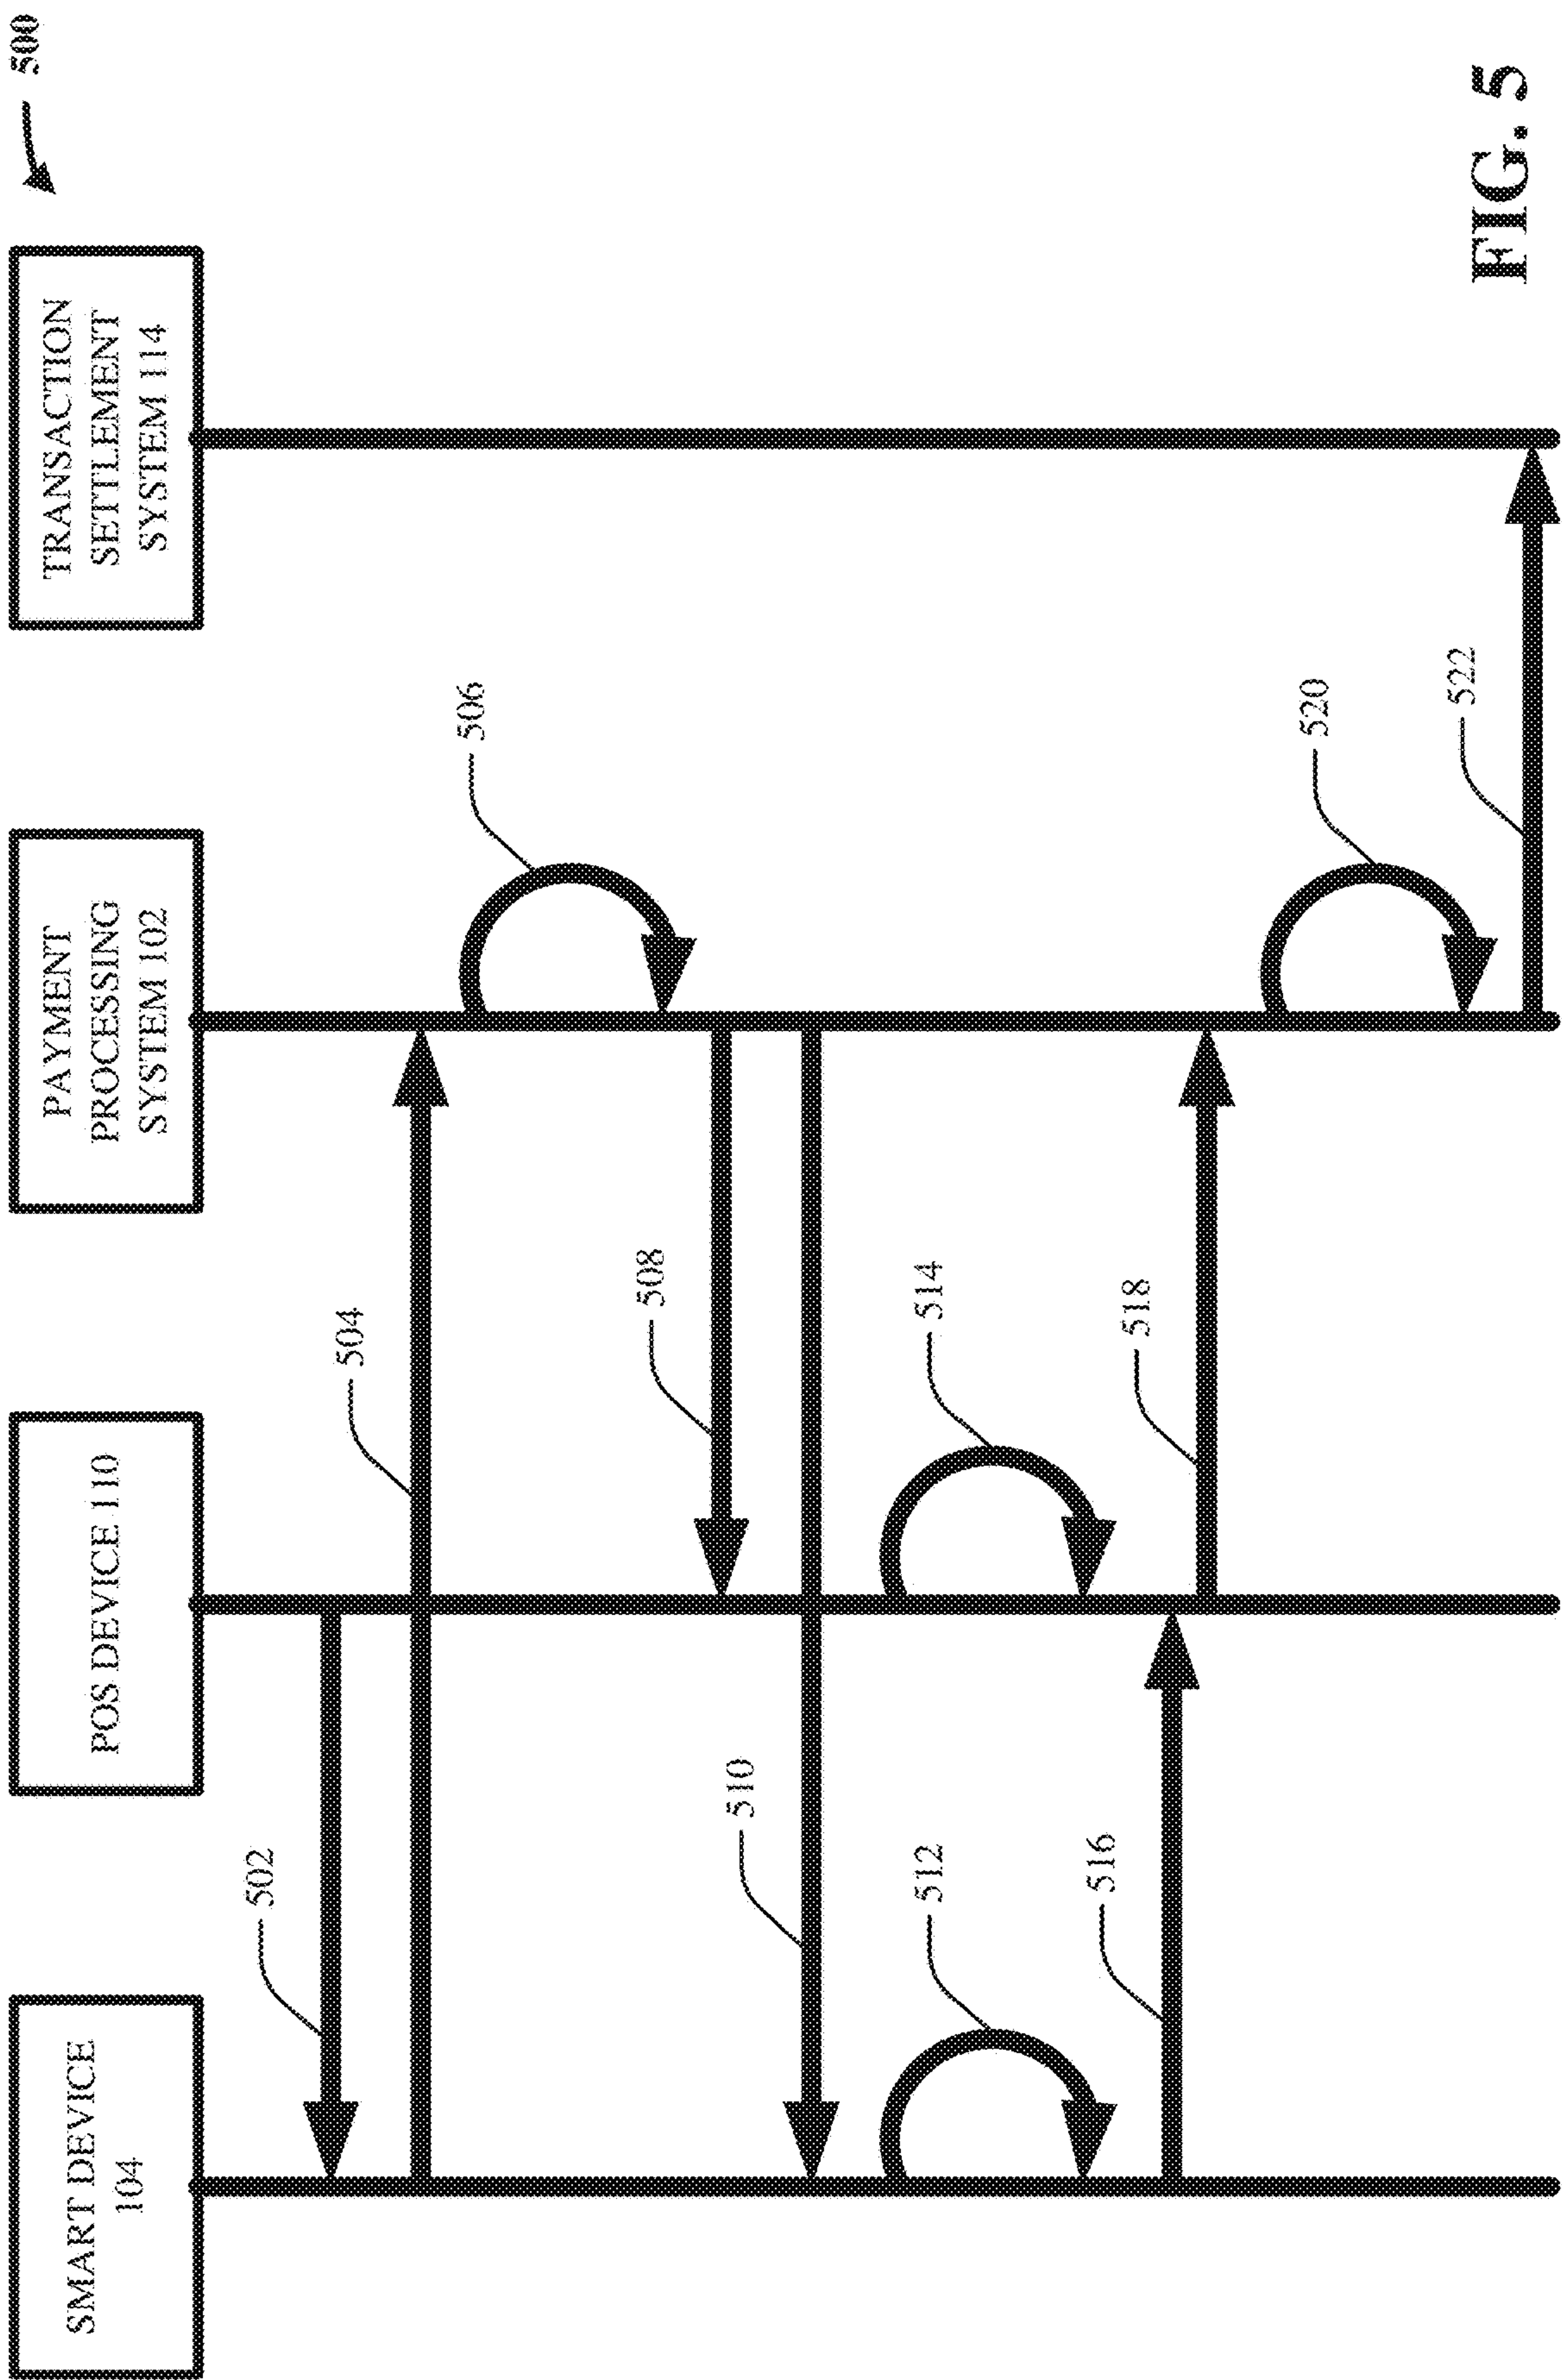 500
SMART DEVICE
104
POS DEVICE 110
PAYMENT
PROCESSING
SYSTEM 102
TRANSACTION
SETTLEMENT
SYSTEM 114
502
504
506
508
510
512
514
516
518
520
522
FIG. 5